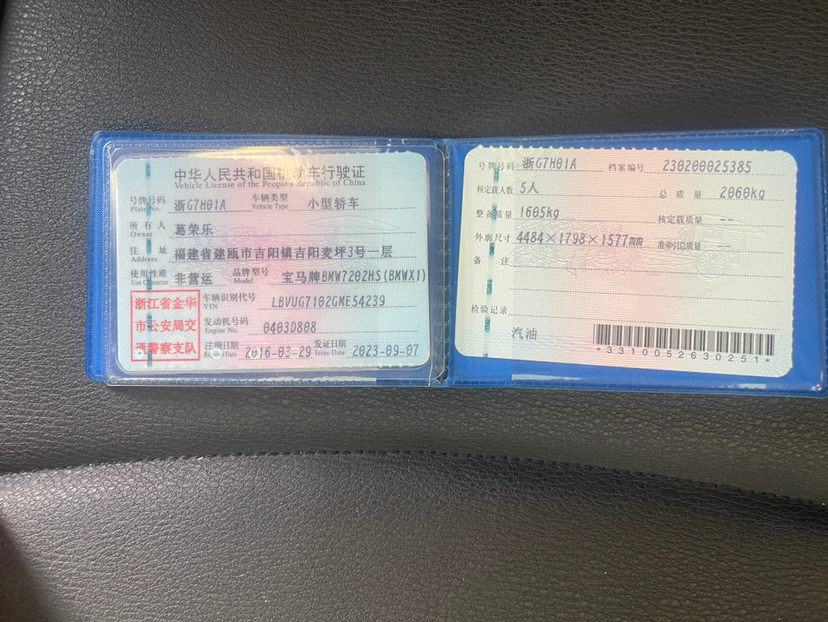 中华人民共和国机动车行驶证
Vehicle License of the People's Republic of China
号牌号码 浙G7H01A 车辆类型 小型轿车
Plate No. Vehicle Type
所有人 葛荣乐
Owner
住址 福建省建瓯市吉阳镇吉阳麦坪3号一层
Address
使用性质 非营运 品牌型号 宝马牌BMW7202HS(BMWX1)
Use Character Model
浙江省金华
市公安局交
通警察支队
车辆识别代号 LBVUG7102GME54239
VIN
发动机号码 0403D808
Engine No.
注册日期 2016-03-29 发证日期 2023-09-07
Register Date Issue Date
号牌号码 浙G7H01A 档案编号 230200025385
核定载人数 5人 总质量 2060kg
整备质量 1605kg 核定载质量 --
外廓尺寸 4484×1798×1577mm 准牵引总质量 --
备注
检验记录
汽油
*3310052630251*